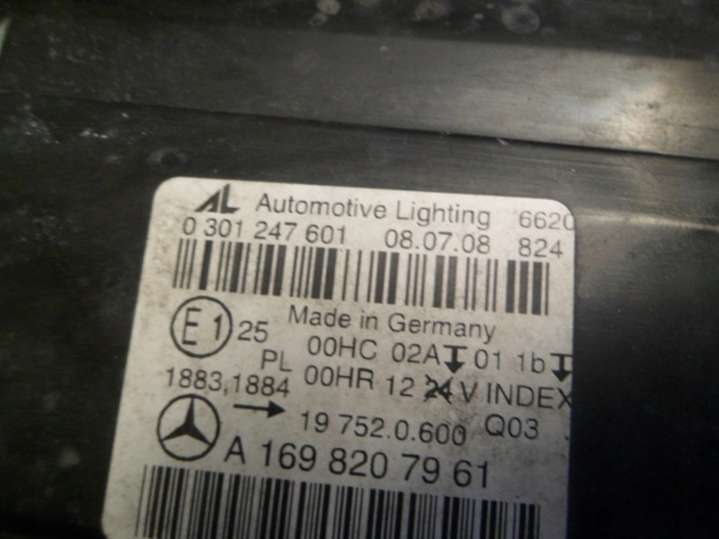 AL Automotive Lighting 6620
0 301 247 601 08.07.08 824
Made in Germany
E1 25 00HC 02A 01 1b
PL 00HR 12 24 V INDEX
1883,1884
19 752.0.600 Q03
A 169 820 79 61